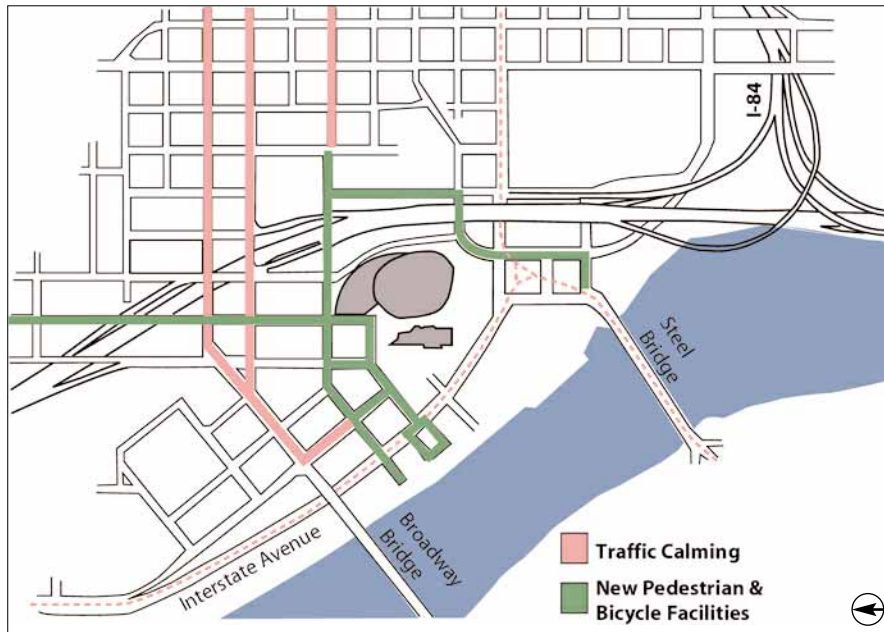 I-84
Steel
Bridge
Broadway
Bridge
Interstate Avenue
Traffic Calming
New Pedestrian &
Bicycle Facilities